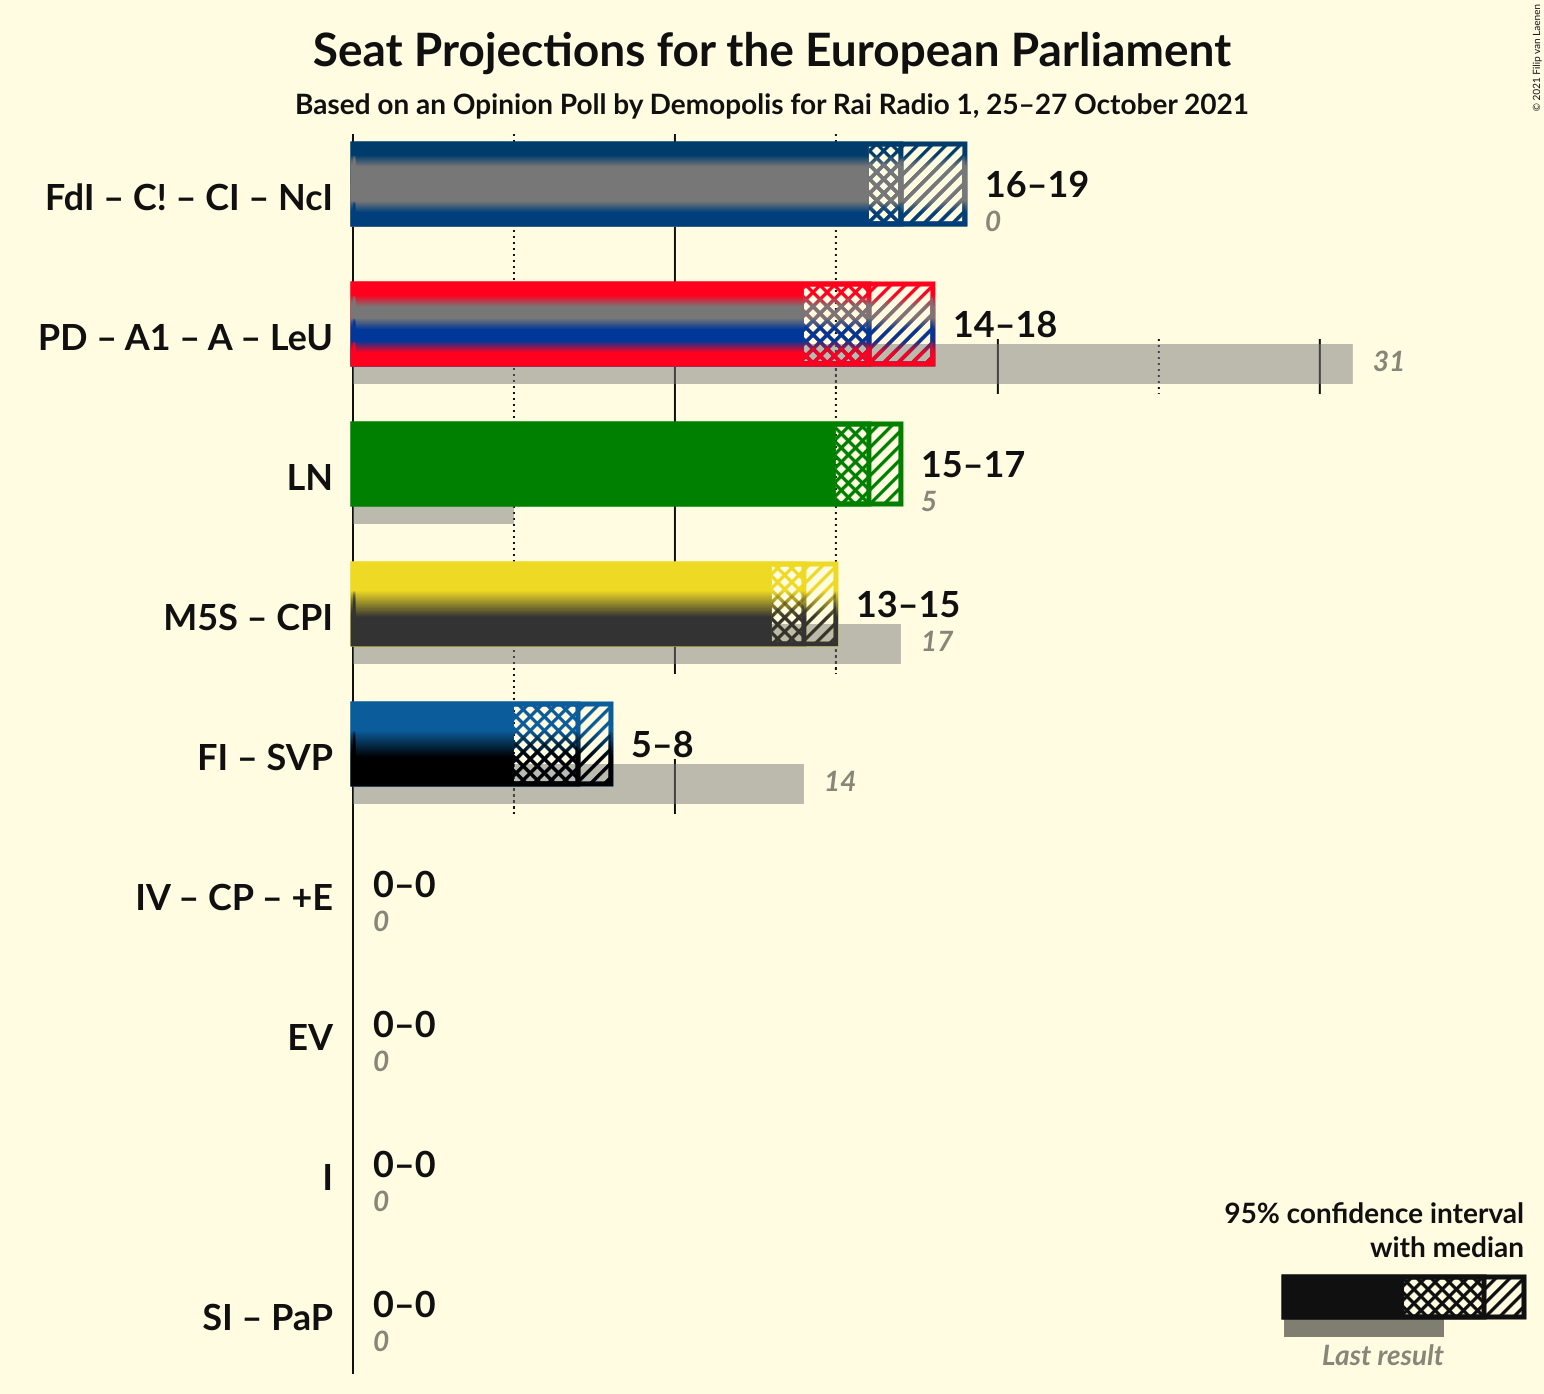 Seat Projections for the European Parliament
Based on an Opinion Poll by Demopolis for Rai Radio 1, 25–27 October 2021
© 2021 Filip van Laenen
FdI – C! – CI – NcI
16–19
0
PD – A1 – A – LeU
14–18
31
LN
15–17
5
M5S – CPI
13–15
17
FI – SVP
5–8
14
IV – CP – +E
0–0
0
EV
0–0
0
I
0–0
0
SI – PaP
0–0
0
95% confidence interval
with median
Last result